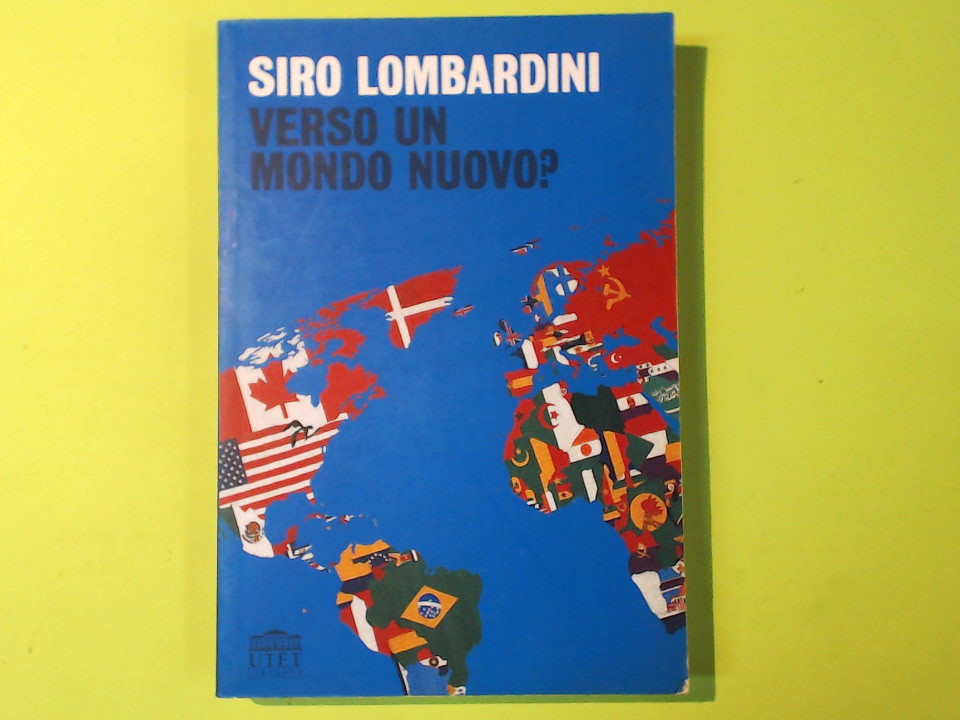 SIRO LOMBARDINI
VERSO UN
MONDO NUOVO?
UTET